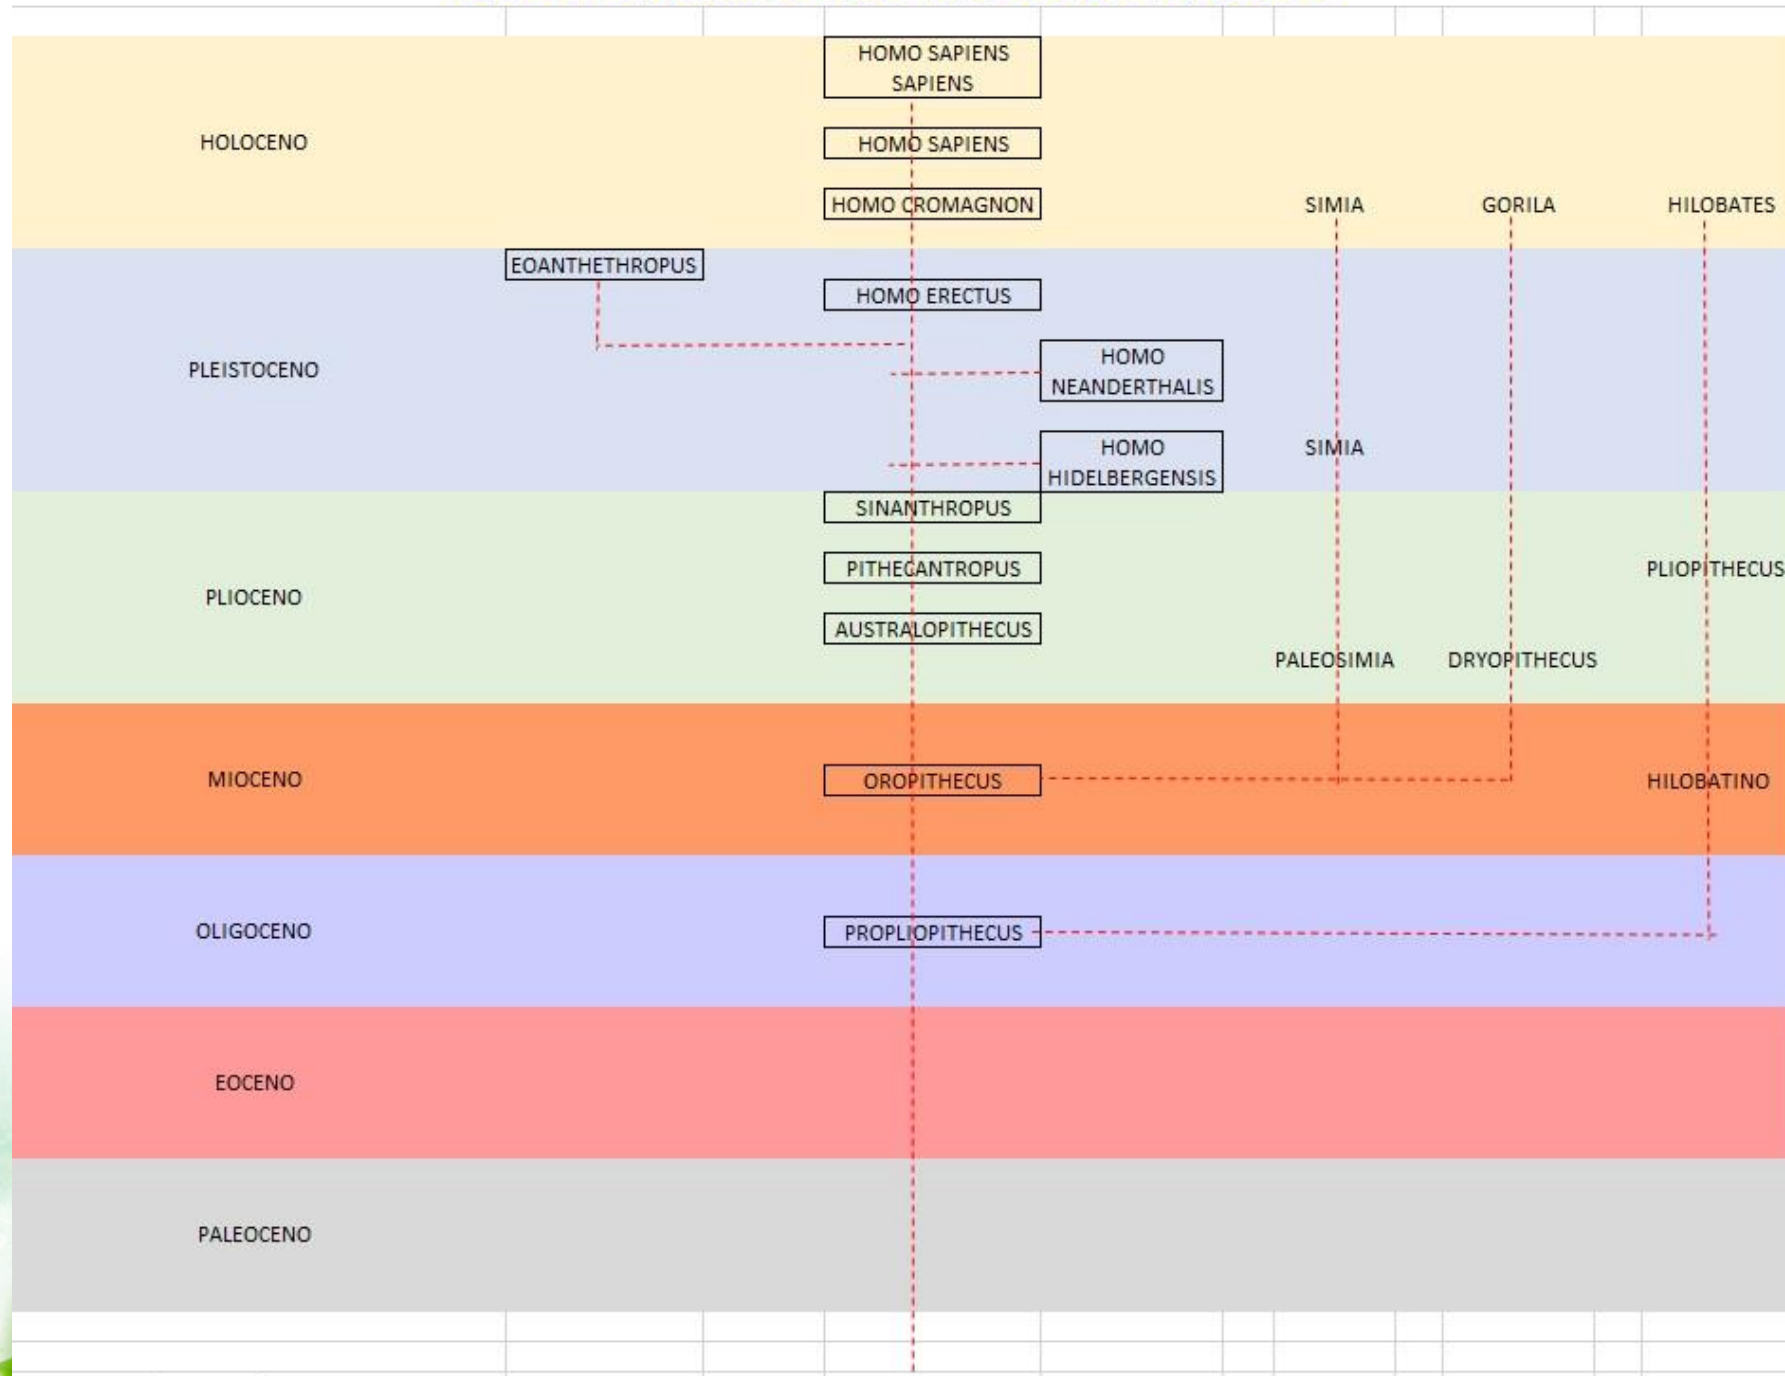 HOMO SAPIENS
SAPIENS
HOLOCENO
HOMO SAPIENS
HOMO CROMAGNON
SIMIA
GORILA
HILOBATES
EOANTHETHROPUS
HOMO ERECTUS
PLEISTOCENO
HOMO
NEANDERTHALIS
HOMO
HIDELBERGENSIS
SIMIA
SINANTHROPUS
PITHECANTROPUS
PLIOPITHECUS
PLIOCENO
AUSTRALOPITHECUS
PALEOSIMIA
DRYOPITHECUS
MIOCENO
OROPITHECUS
HILOBATINO
OLIGOCENO
PROPLIOPITHECUS
EOCENO
PALEOCENO